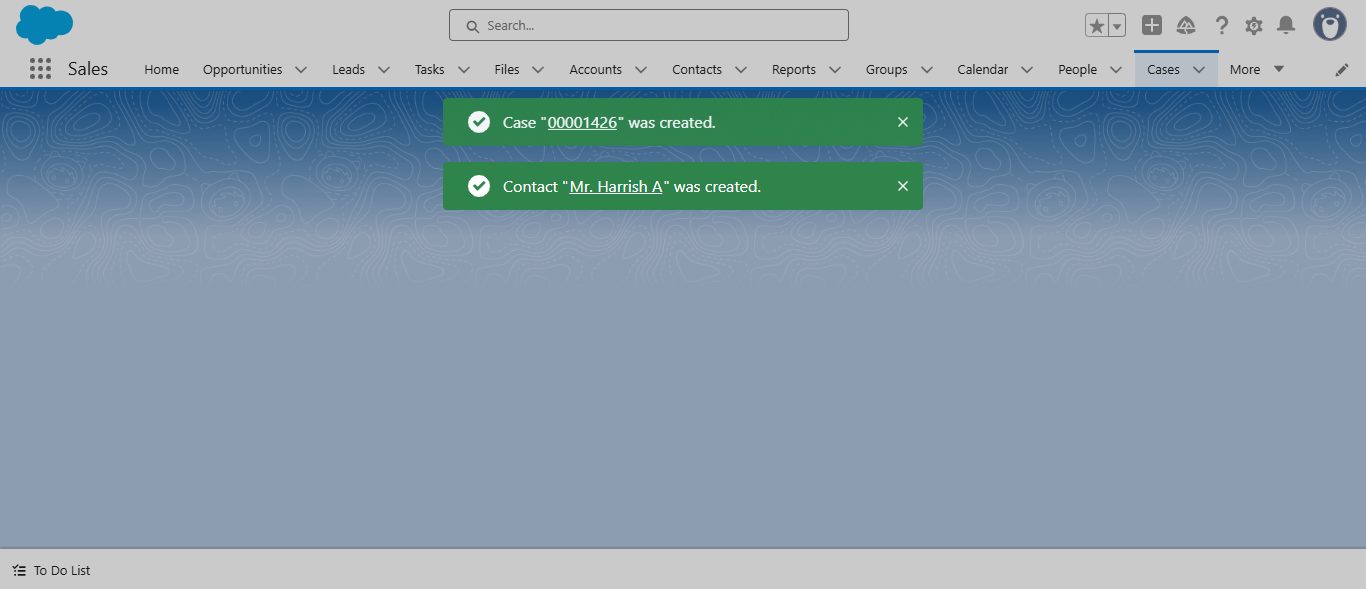 Search...
Sales Home Opportunities Leads Tasks Files Accounts Contacts Reports Groups Calendar People Cases More
Case "00001426" was created.
Contact "Mr. Harrish A" was created.
To Do List